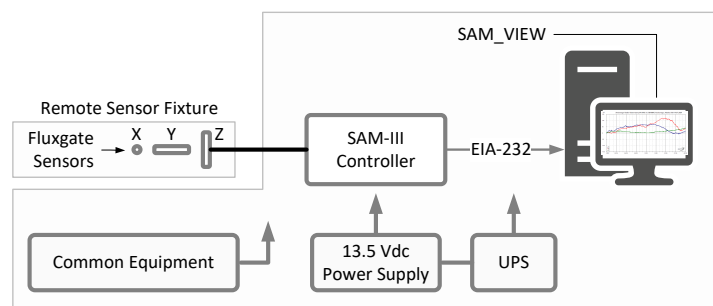 SAM_VIEW
Remote Sensor Fixture
Fluxgate
Sensors
X
Y
Z
SAM-III
Controller
EIA-232
Common Equipment
13.5 Vdc
Power Supply
UPS